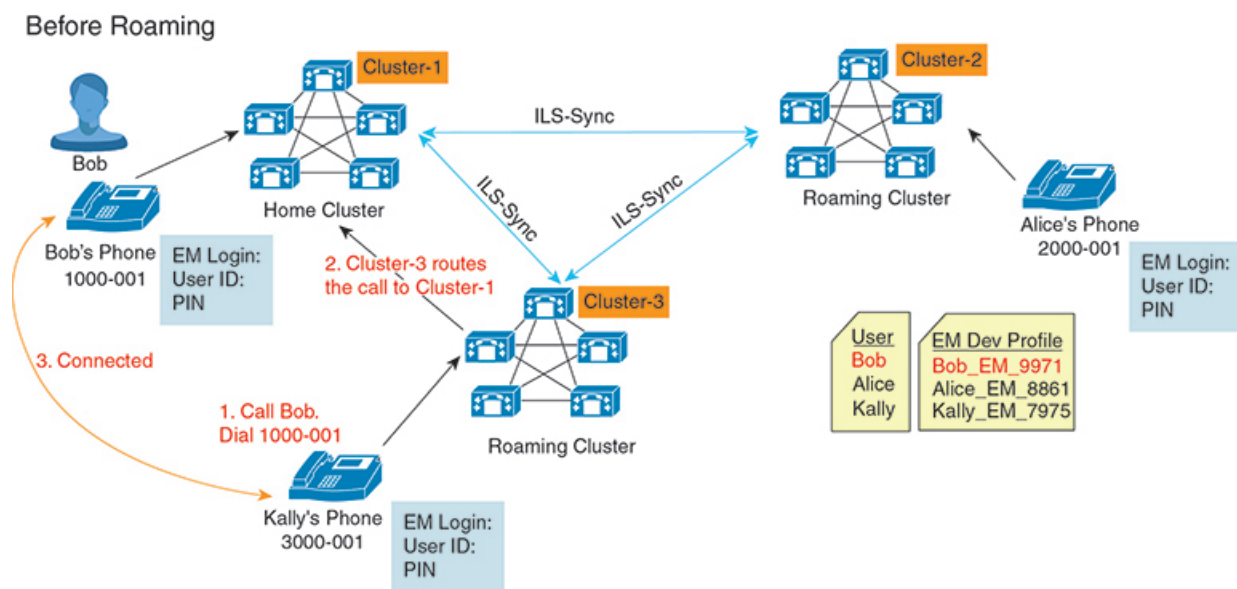 Before Roaming
Cluster-1
Cluster-2
ILS-Sync
Bob
Home Cluster
Roaming Cluster
ILS-Sync
ILS-Sync
Bob's Phone
1000-001
EM Login:
User ID:
PIN
Alice's Phone
2000-001
EM Login:
User ID:
PIN
2. Cluster-3 routes
the call to Cluster-1
Cluster-3
3. Connected
1. Call Bob.
Dial 1000-001
Roaming Cluster
User
Bob
Alice
Kally
EM Dev Profile
Bob_EM_9971
Alice_EM_8861
Kally_EM_7975
Kally's Phone
3000-001
EM Login:
User ID:
PIN